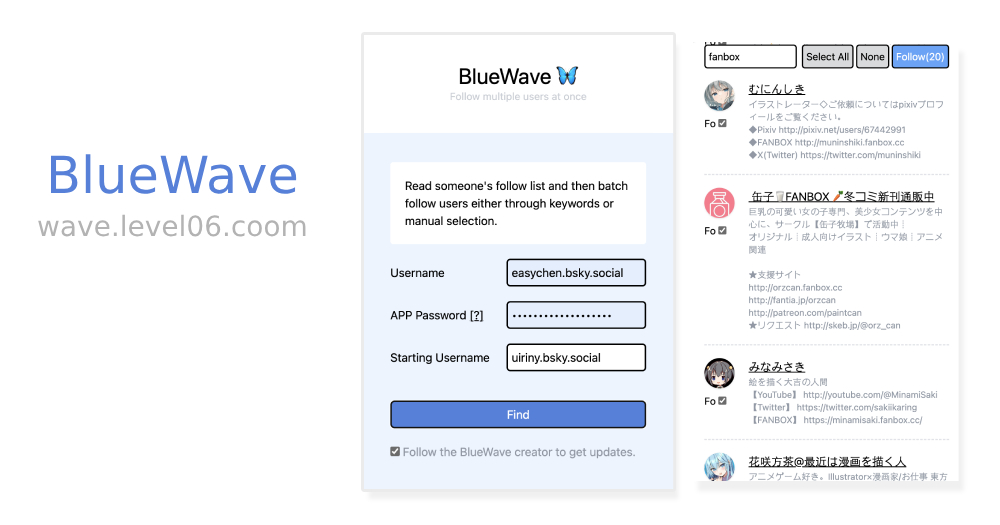 BlueWave
wave.level06.coom
BlueWave 🦋
Follow multiple users at once
Read someone's follow list and then batch
follow users either through keywords or
manual selection.
Username
easychen.bsky.social
APP Password [?]
•••••••••••••••••••
Starting Username
uiriny.bsky.social
Find
Follow the BlueWave creator to get updates.
fanbox
Select All
None
Follow(20)
むにんしき
イラストレーター◇ご依頼についてはpixivプロフ
ィールをご覧ください。
◆Pixiv http://pixiv.net/users/67442991
◆FANBOX http://muninshiki.fanbox.cc
◆X(Twitter) https://twitter.com/muninshiki
Fo
缶子🥛FANBOX🥕冬コミ新刊通販中
巨乳の可愛い女の子専門、美少女コンテンツを中
心に、サークル【缶子牧場】で活動中┊
オリジナル┊成人向けイラスト┊ウマ娘┊アニメ
関連
★支援サイト
http://orzcan.fanbox.cc
http://fantia.jp/orzcan
http://patreon.com/paintcan
★リクエスト http://skeb.jp/@orz_can
Fo
みなみさき
絵を描く大吉の人間
【YouTube】 http://youtube.com/@MinamiSaki
【Twitter】 https://twitter.com/sakiikaring
【FANBOX】 https://minamisaki.fanbox.cc/
Fo
花咲方茶@最近は漫画を描く人
アニメゲーム好き。Illustrator×漫画家/お仕事 東方